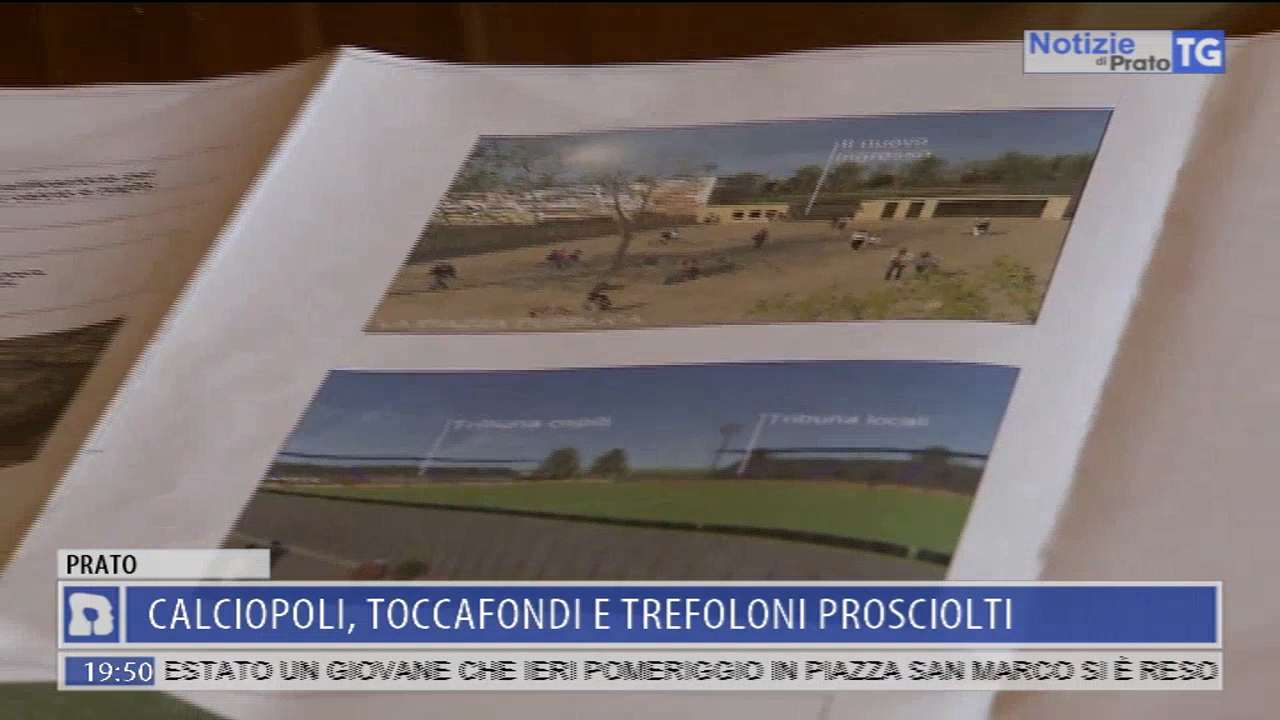 Notizie
di Prato TG
Il nuovo
ingresso
Tribuna ospiti
Tribuna locali
PRATO
CALCIOPOLI, TOCCAFONDI E TREFOLONI PROSCIOLTI
19:50 ESTATO UN GIOVANE CHE IERI POMERIGGIO IN PIAZZA SAN MARCO SI È RESO